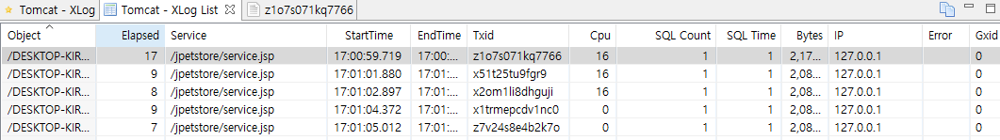 Tomcat - XLog Tomcat - XLog List z1o7s071kq7766
Object Elapsed Service StartTime EndTime Txid Cpu SQL Count SQL Time Bytes IP Error Gxid
/DESKTOP-KIR... 17 /jpetstore/service.jsp 17:00:59.719 17:00:... z1o7s071kq7766 16 1 1 2,17... 127.0.0.1 0
/DESKTOP-KIR... 9 /jpetstore/service.jsp 17:01:01.880 17:01:... x51t25tu9fgr9 16 1 1 2,08... 127.0.0.1 0
/DESKTOP-KIR... 8 /jpetstore/service.jsp 17:01:02.897 17:01:... x2om1li8dhguji 16 1 1 2,08... 127.0.0.1 0
/DESKTOP-KIR... 9 /jpetstore/service.jsp 17:01:04.372 17:01:... x1trmepcdv1nc0 0 1 1 2,08... 127.0.0.1 0
/DESKTOP-KIR... 7 /jpetstore/service.jsp 17:01:05.012 17:01:... z7v24s8e4b2k7o 0 1 1 2,08... 127.0.0.1 0